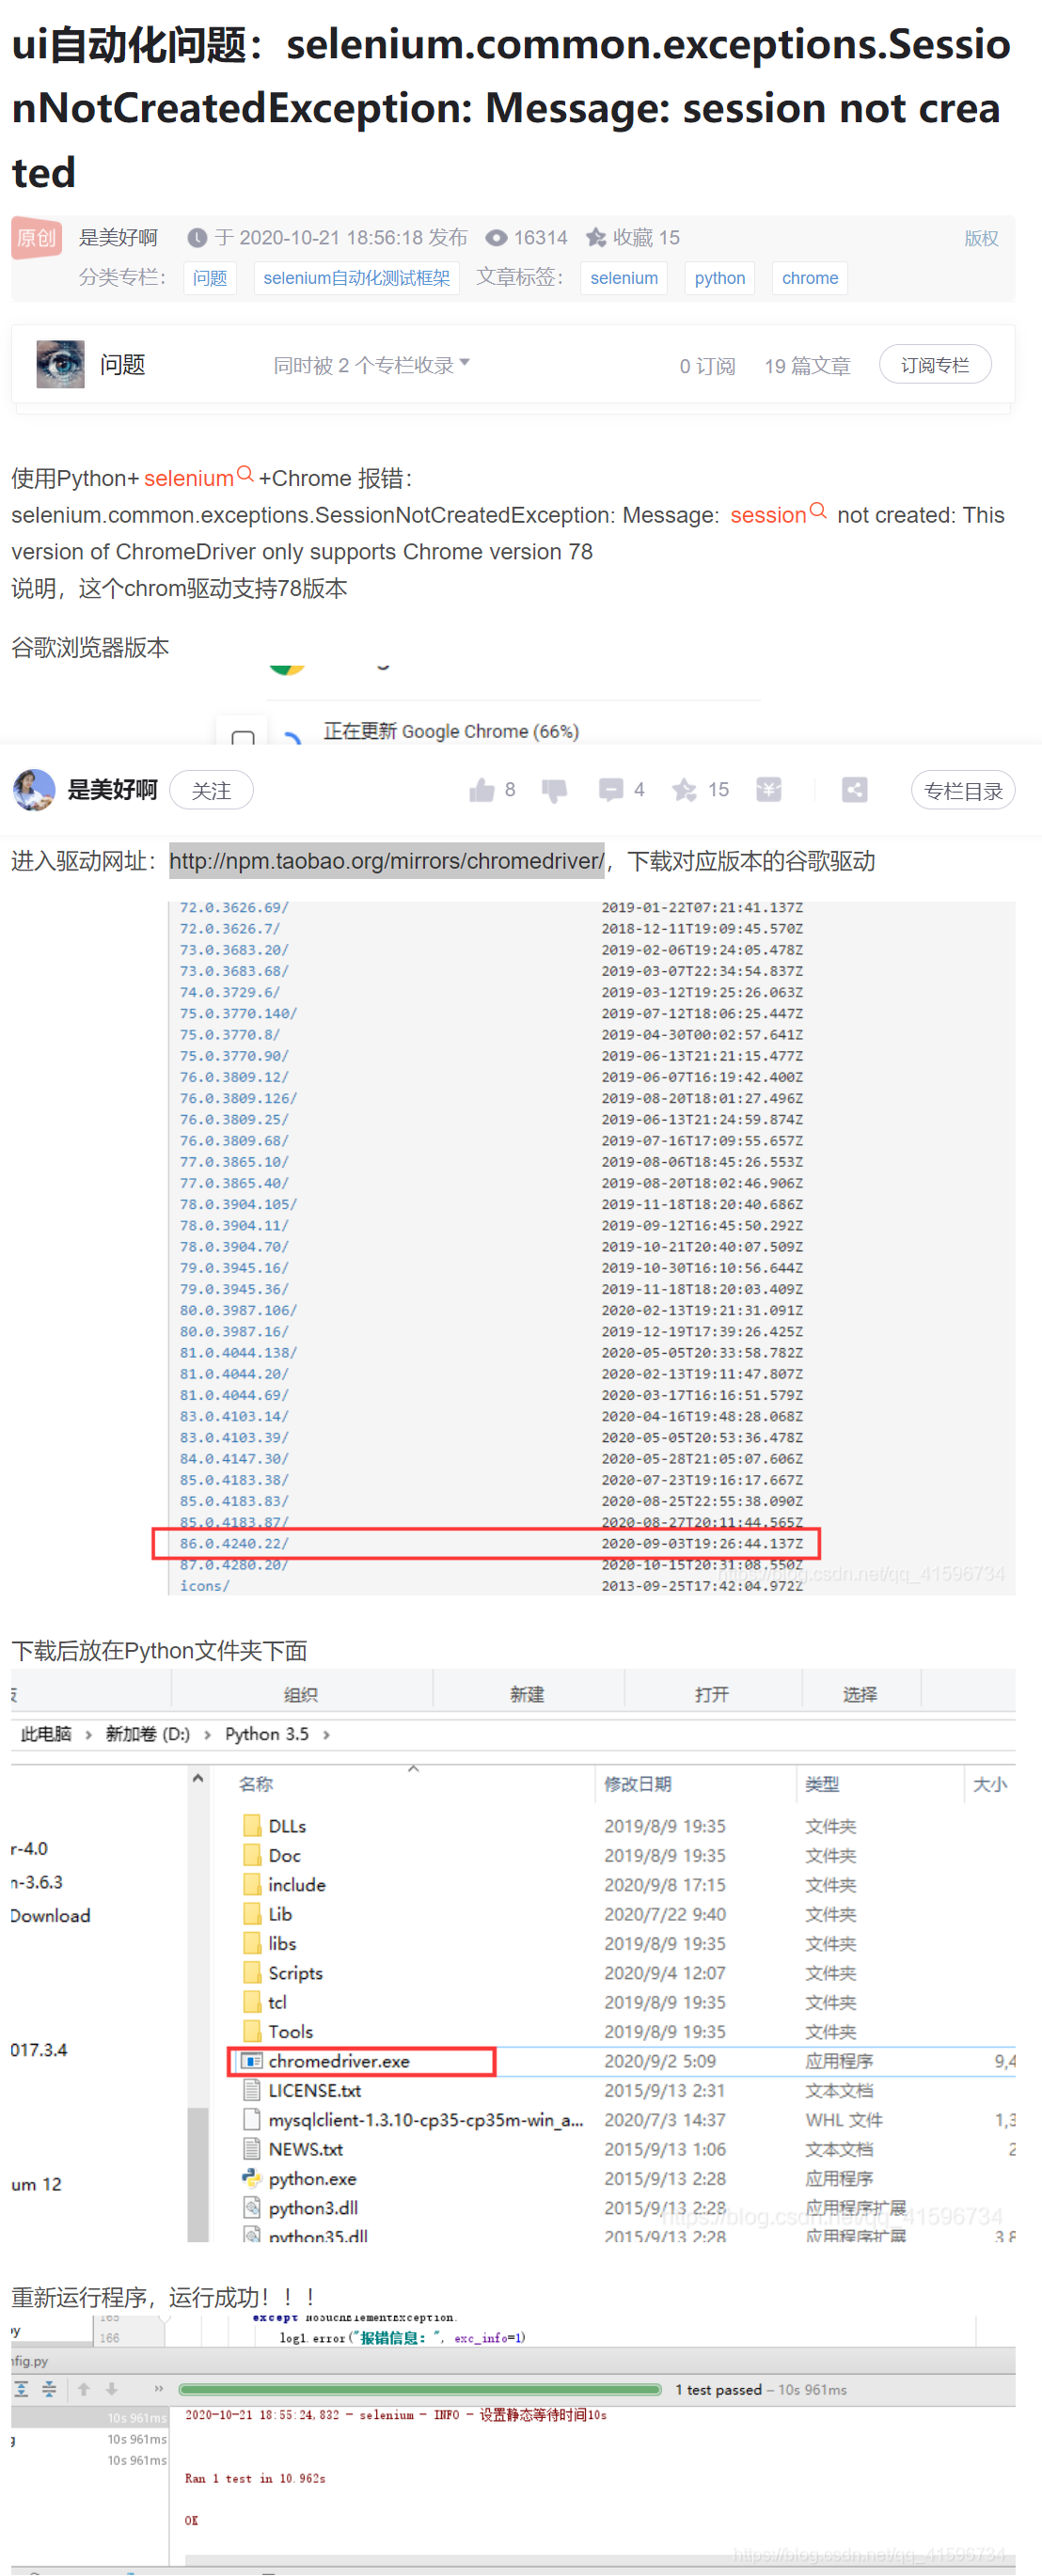 ui自动化问题：selenium.common.exceptions.Sessio
nNotCreatedException: Message: session not crea
ted
原创 是美好啊 于 2020-10-21 18:56:18 发布 16314 收藏 15 版权
分类专栏： 问题 selenium自动化测试框架 文章标签： selenium python chrome
问题 同时被 2 个专栏收录 0 订阅 19 篇文章 订阅专栏
使用Python+ selenium +Chrome 报错：
selenium.common.exceptions.SessionNotCreatedException: Message: session not created: This
version of ChromeDriver only supports Chrome version 78
说明，这个chrom驱动支持78版本
谷歌浏览器版本
正在更新 Google Chrome (66%)
是美好啊 关注 8 4 15 专栏目录
进入驱动网址：http://npm.taobao.org/mirrors/chromedriver/，下载对应版本的谷歌驱动
72.0.3626.69/ 2019-01-22T07:21:41.137Z
72.0.3626.7/ 2018-12-11T19:09:45.570Z
73.0.3683.20/ 2019-02-06T19:24:05.478Z
73.0.3683.68/ 2019-03-07T22:34:54.837Z
74.0.3729.6/ 2019-03-12T19:25:26.063Z
75.0.3770.140/ 2019-07-12T18:06:25.447Z
75.0.3770.8/ 2019-04-30T00:02:57.641Z
75.0.3770.90/ 2019-06-13T21:21:15.477Z
76.0.3809.12/ 2019-06-07T16:19:42.400Z
76.0.3809.126/ 2019-08-20T18:01:27.496Z
76.0.3809.25/ 2019-06-13T21:24:59.874Z
76.0.3809.68/ 2019-07-16T17:09:55.657Z
77.0.3865.10/ 2019-08-06T18:45:26.553Z
77.0.3865.40/ 2019-08-20T18:02:46.906Z
78.0.3904.105/ 2019-11-18T18:20:40.686Z
78.0.3904.11/ 2019-09-12T16:45:50.292Z
78.0.3904.70/ 2019-10-21T20:40:07.509Z
79.0.3945.16/ 2019-10-30T16:10:56.644Z
79.0.3945.36/ 2019-11-18T18:20:03.409Z
80.0.3987.106/ 2020-02-13T19:21:31.091Z
80.0.3987.16/ 2019-12-19T17:39:26.425Z
81.0.4044.138/ 2020-05-05T20:33:58.782Z
81.0.4044.20/ 2020-02-13T19:11:47.807Z
81.0.4044.69/ 2020-03-17T16:16:51.579Z
83.0.4103.14/ 2020-04-16T19:48:28.068Z
83.0.4103.39/ 2020-05-05T20:53:36.478Z
84.0.4147.30/ 2020-05-28T21:05:07.606Z
85.0.4183.38/ 2020-07-23T19:16:17.667Z
85.0.4183.83/ 2020-08-25T22:55:38.090Z
85.0.4183.87/ 2020-08-27T20:11:44.565Z
86.0.4240.22/ 2020-09-03T19:26:44.137Z
87.0.4280.20/ 2020-10-15T20:31:08.550Z
icons/ 2013-09-25T17:42:04.972Z
https://blog.csdn.net/qq_41596734
下载后放在Python文件夹下面
组织 新建 打开 选择
此电脑 › 新加卷 (D:) › Python 3.5 ›
名称 修改日期 类型 大小
DLLs 2019/8/9 19:35 文件夹
r-4.0 Doc 2019/8/9 19:35 文件夹
n-3.6.3 include 2020/9/8 17:15 文件夹
Download Lib 2020/7/22 9:40 文件夹
libs 2019/8/9 19:35 文件夹
Scripts 2020/9/4 12:07 文件夹
tcl 2019/8/9 19:35 文件夹
Tools 2019/8/9 19:35 文件夹
017.3.4 chromedriver.exe 2020/9/2 5:09 应用程序 9,4
LICENSE.txt 2015/9/13 2:31 文本文档
mysqlclient-1.3.10-cp35-cp35m-win_a... 2020/7/3 14:37 WHL 文件 1,3
NEWS.txt 2015/9/13 1:06 文本文档 2
um 12 python.exe 2015/9/13 2:28 应用程序
python3.dll 2015/9/13 2:28 应用程序扩展
https://blog.csdn.net/qq_41596734
python35.dll 2015/9/13 2:28 应用程序扩展 3,8
重新运行程序，运行成功！！！
165 except NoSuchElementException:
py 166 log1.error("报错信息：", exc_info=1)
nfig.py
» 1 test passed – 10s 961ms
10s 961ms 2020-10-21 18:55:24,832 - selenium - INFO - 设置静态等待时间10s
g 10s 961ms
10s 961ms
Ran 1 test in 10.962s
OK
https://blog.csdn.net/qq_41596734